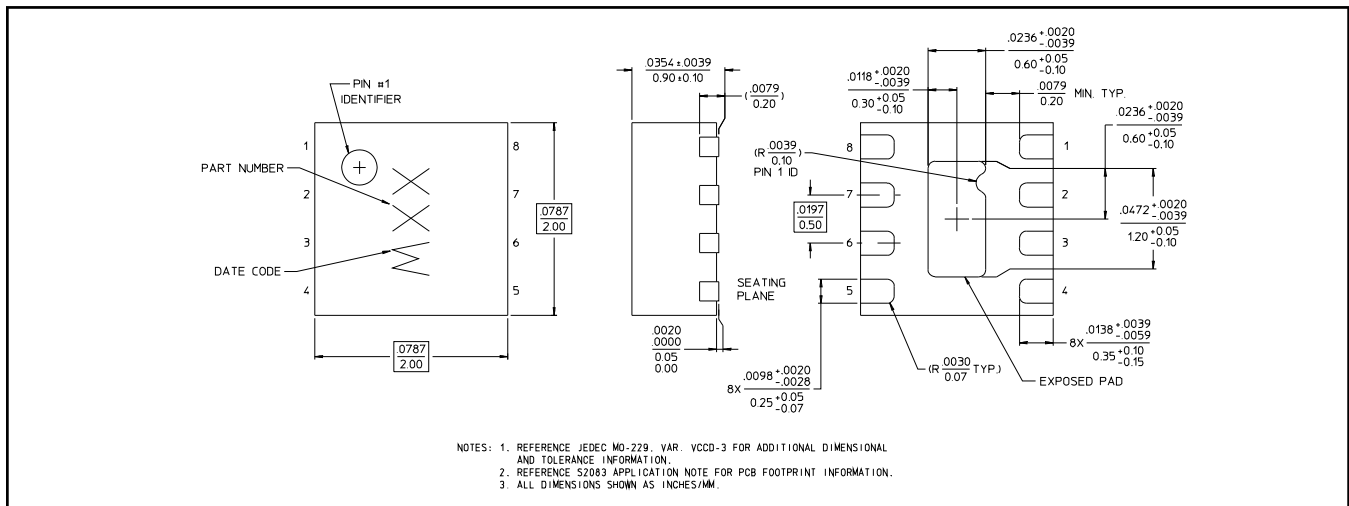 PIN #1
IDENTIFIER
PART NUMBER
DATE CODE
1
2
3
4
8
7
6
5
.0787
2.00
.0787
2.00
.0354±.0039
0.90±0.10
(.0079
0.20)
SEATING
PLANE
.0020
.0000
0.05
0.00
.0236 +.0020
-.0039
0.60 +0.05
-0.10
.0118 +.0020
-.0039
0.30 +0.05
-0.10
.0079
0.20 MIN. TYP.
.0236 +.0020
-.0039
0.60 +0.05
-0.10
(R .0039
0.10)
PIN 1 ID
.0197
0.50
8
7
6
5
1
2
3
4
.0472 +.0020
-.0039
1.20 +0.05
-0.10
8X .0138 +.0039
-.0059
0.35 +0.10
-0.15
8X .0098 +.0020
-.0028
0.25 +0.05
-0.07
(R .0030 TYP.)
0.07
EXPOSED PAD
XX
W
NOTES: 1. REFERENCE JEDEC MO-229, VAR. VCCD-3 FOR ADDITIONAL DIMENSIONAL
AND TOLERANCE INFORMATION.
2. REFERENCE S2083 APPLICATION NOTE FOR PCB FOOTPRINT INFORMATION.
3. ALL DIMENSIONS SHOWN AS INCHES/MM.